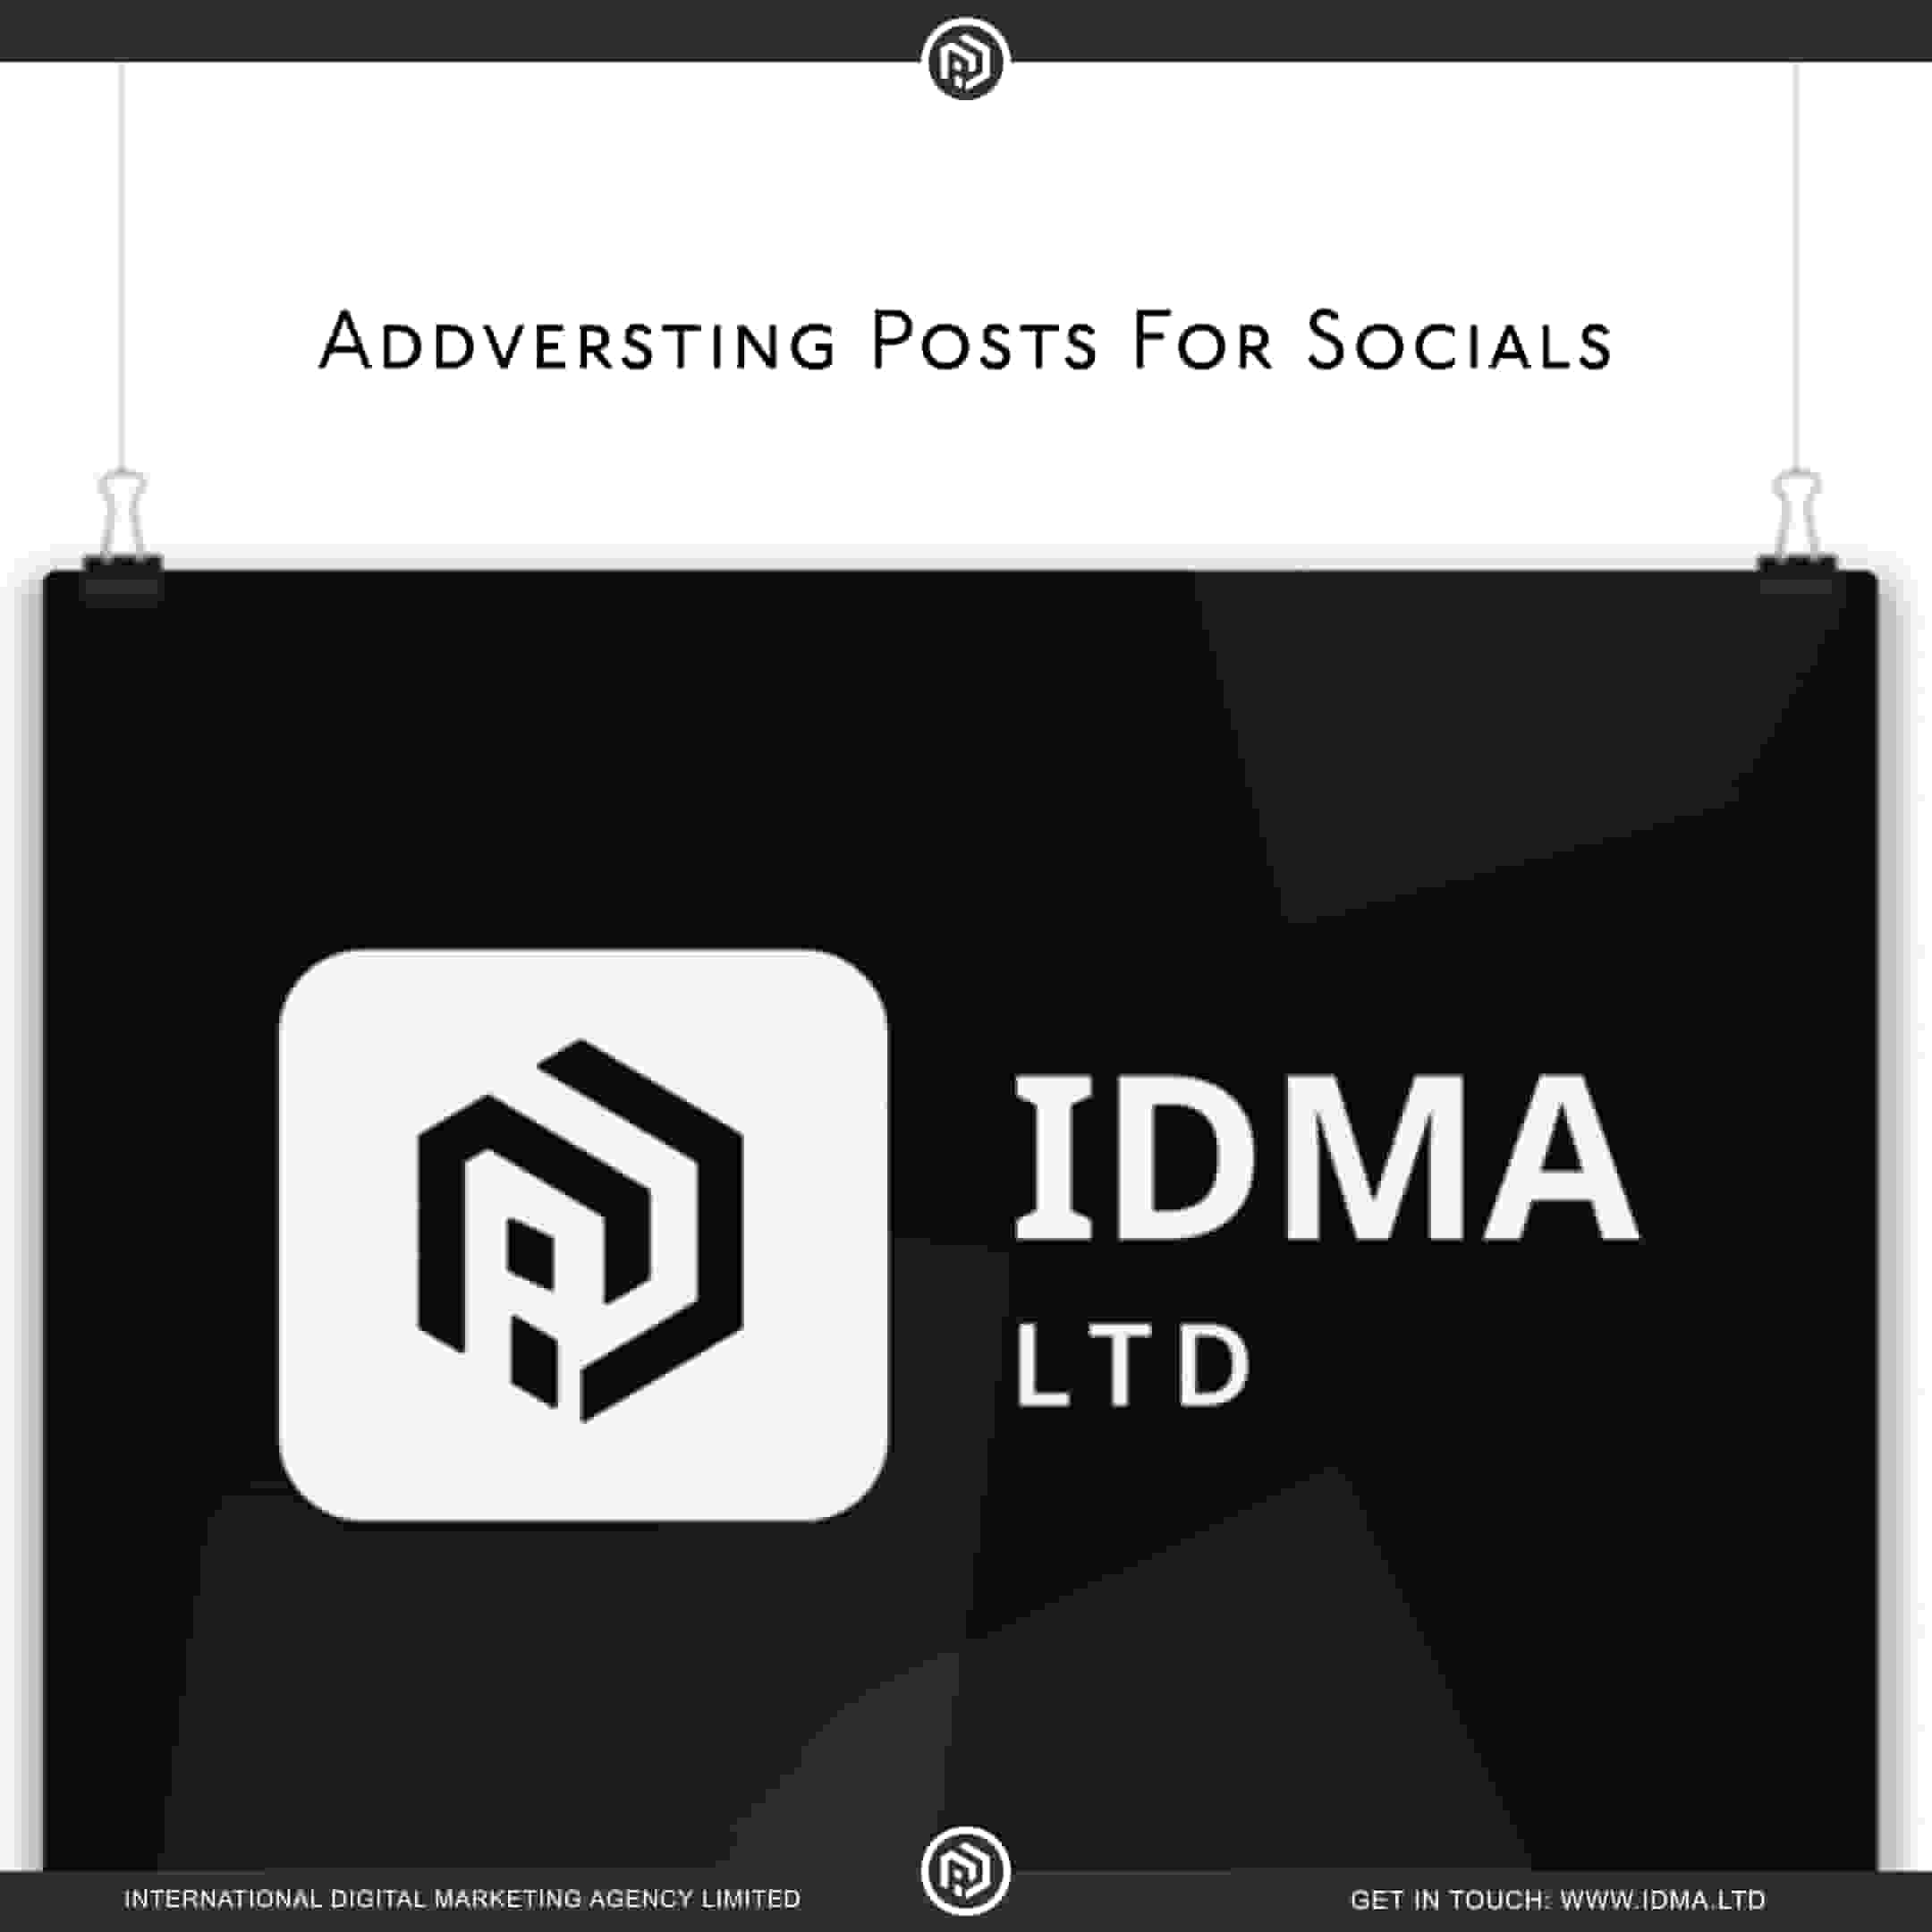 Addversting Posts For Socials
IDMA
LTD
INTERNATIONAL DIGITAL MARKETING AGENCY LIMITED
GET IN TOUCH: WWW.IDMA.LTD